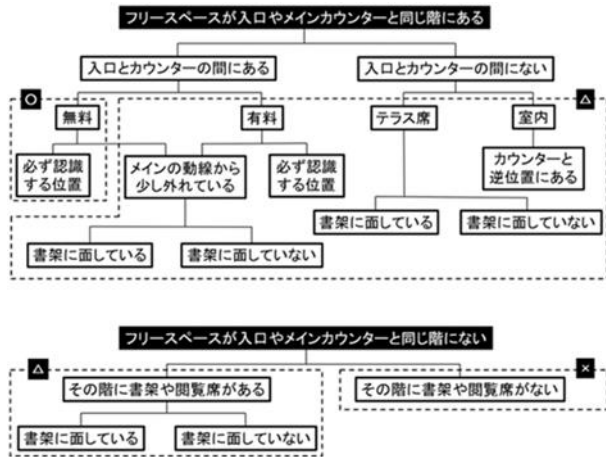 フリースペースが入口やメインカウンターと同じ階にある
入口とカウンターの間にある
入口とカウンターの間にない
○
△
無料
有料
テラス席
室内
必ず認識
する位置
メインの動線から
少し外れている
必ず認識
する位置
カウンターと
逆位置にある
書架に面している
書架に面していない
書架に面している
書架に面していない
フリースペースが入口やメインカウンターと同じ階にない
△
×
その階に書架や閲覧席がある
その階に書架や閲覧席がない
書架に面している
書架に面していない